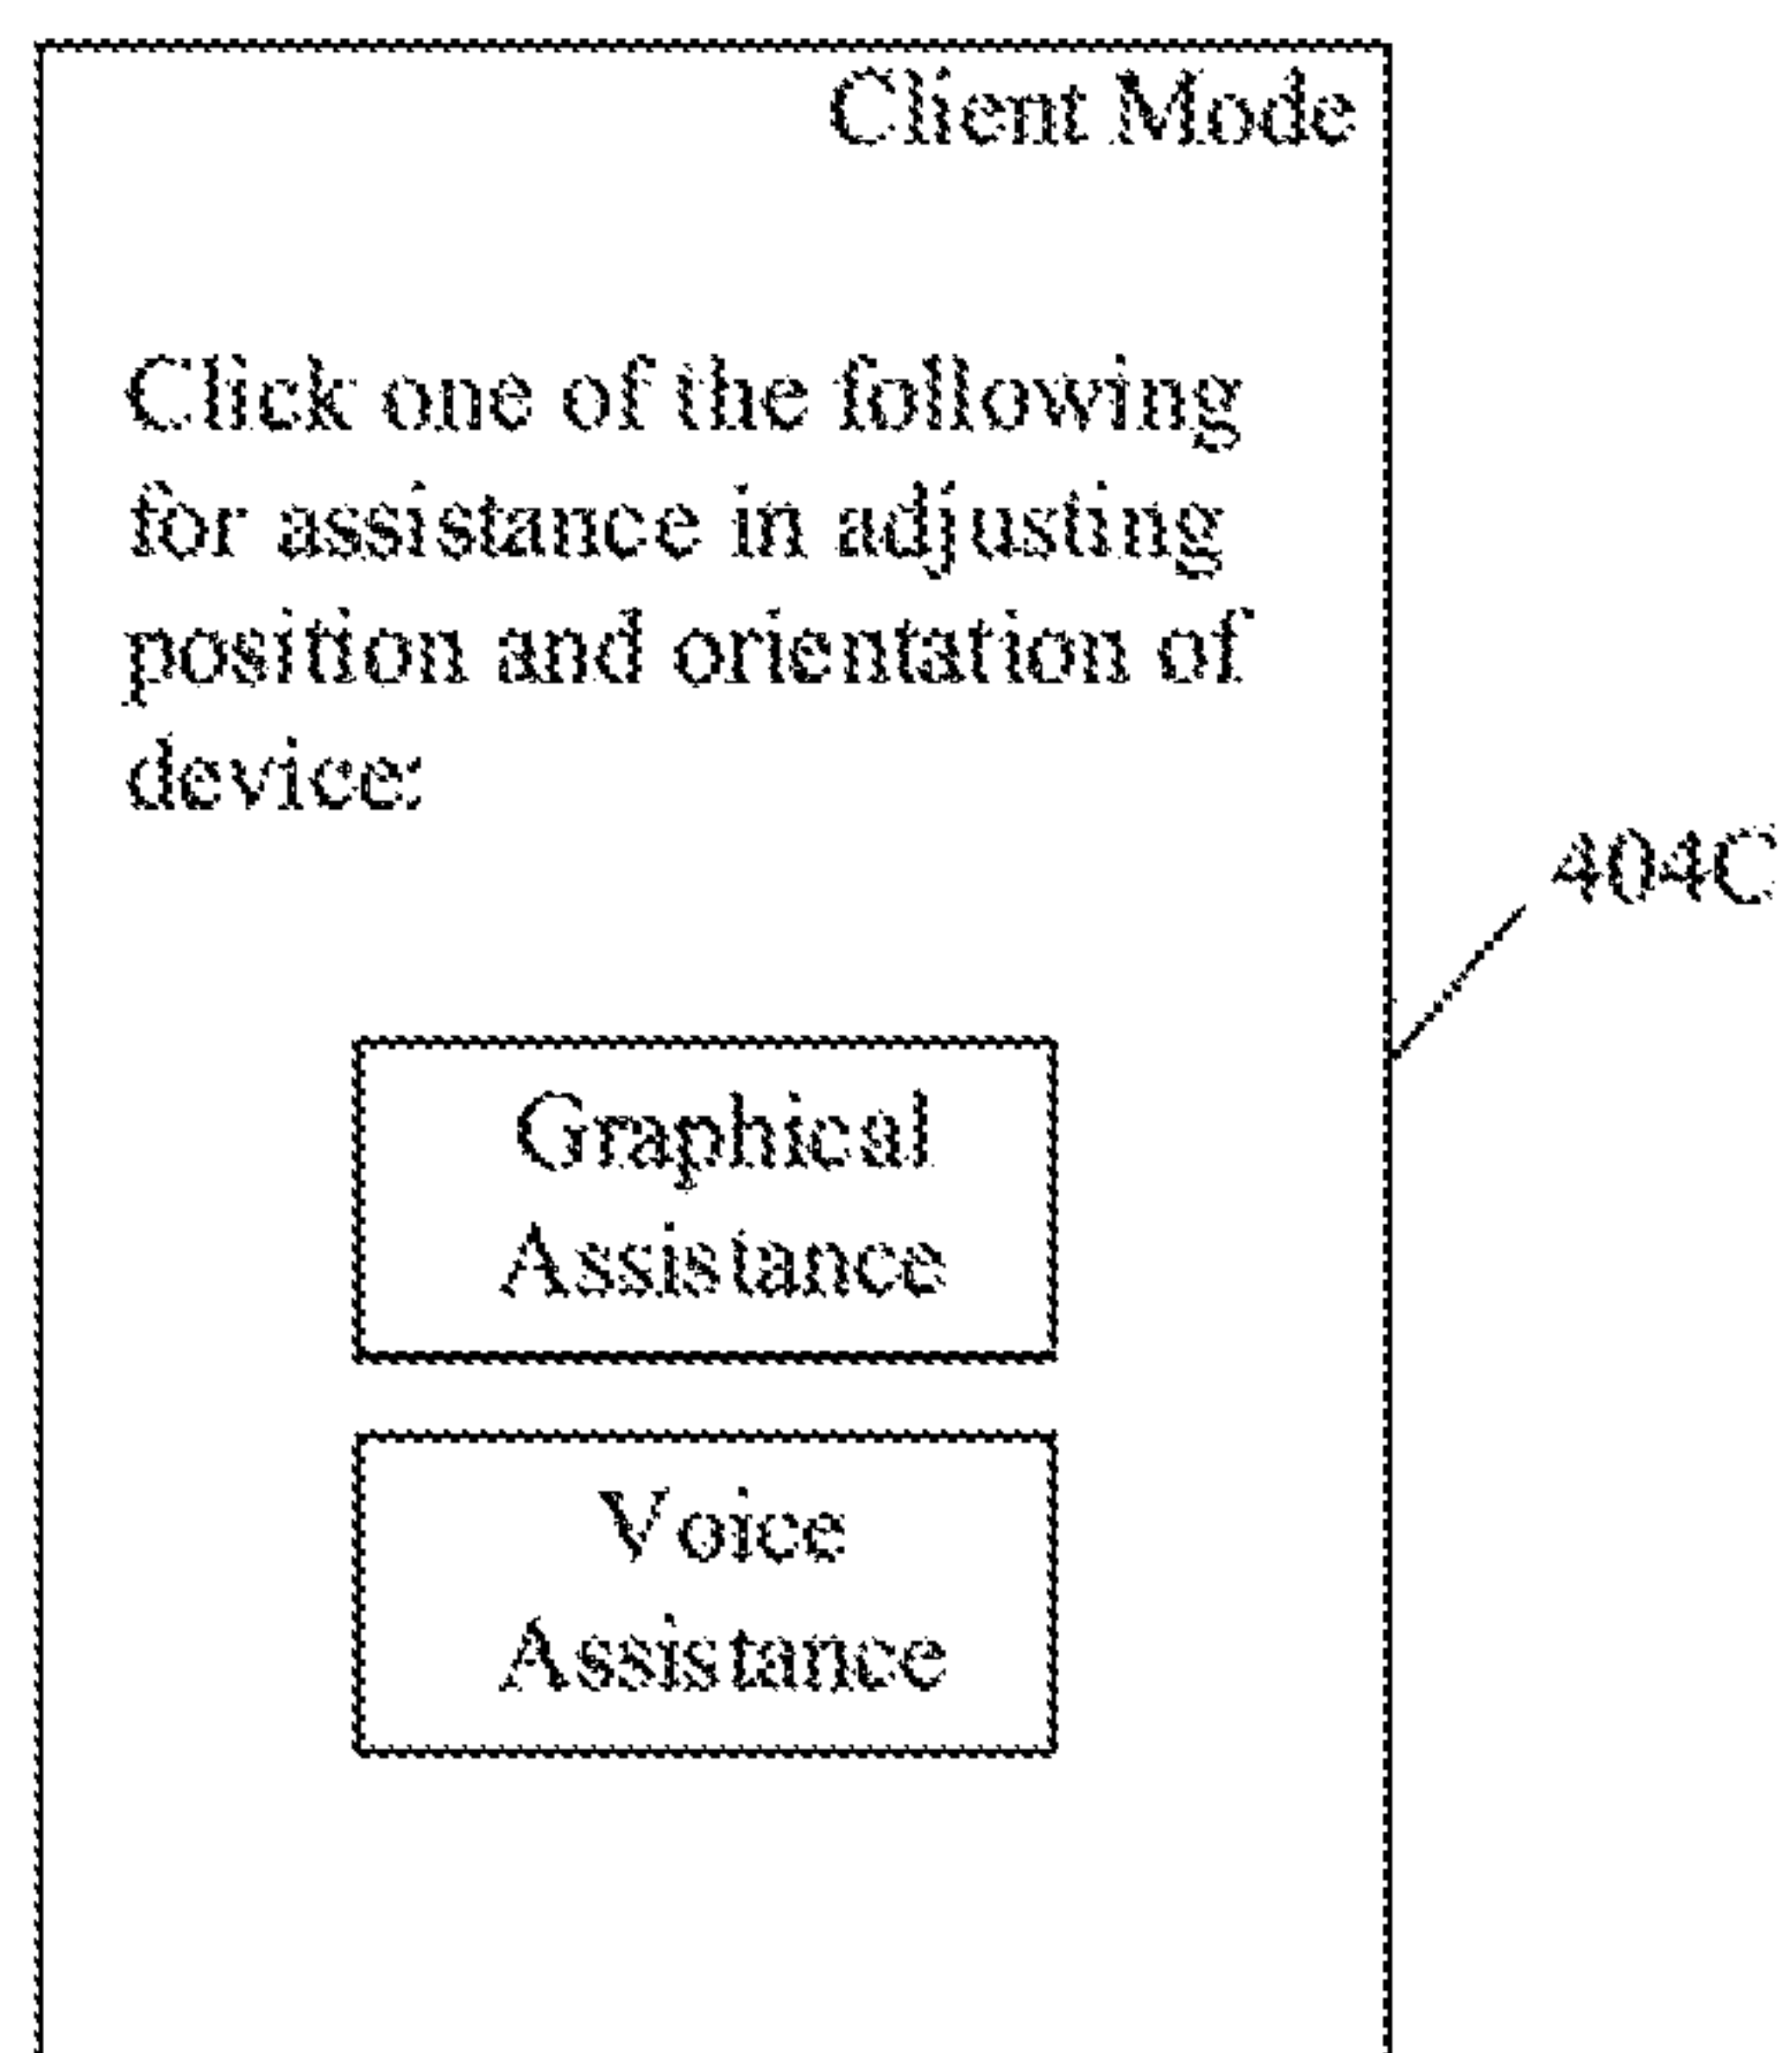 Client Mode
Click one of the following
for assistance in adjusting
position and orientation of
device:
404C
Graphical
Assistance
Voice
Assistance